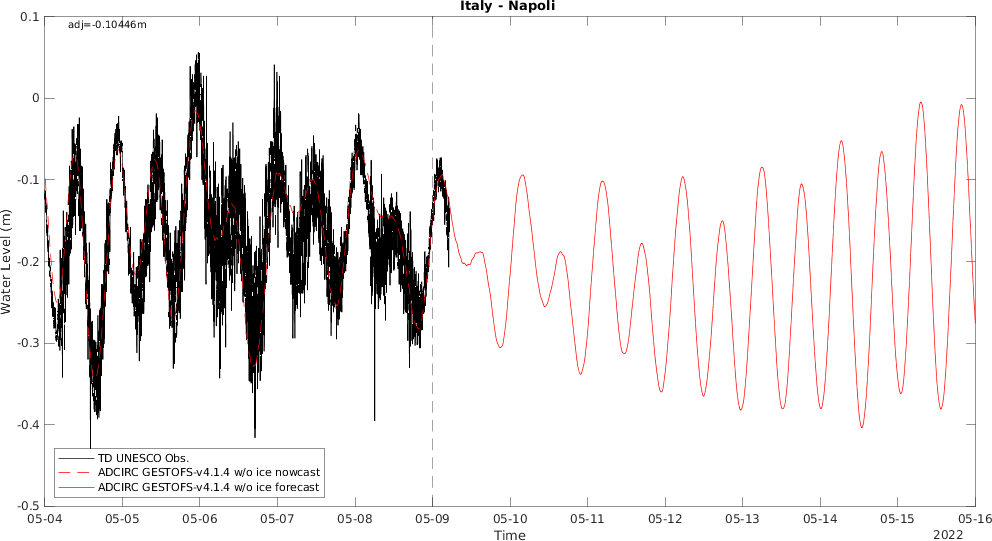 Italy - Napoli
adj=-0.10446m
0.1
0
-0.1
-0.2
-0.3
-0.4
-0.5
Water Level (m)
TD UNESCO Obs.
ADCIRC GESTOFS-v4.1.4 w/o ice nowcast
ADCIRC GESTOFS-v4.1.4 w/o ice forecast
05-04 05-05 05-06 05-07 05-08 05-09 05-10 05-11 05-12 05-13 05-14 05-15 05-16
Time
2022